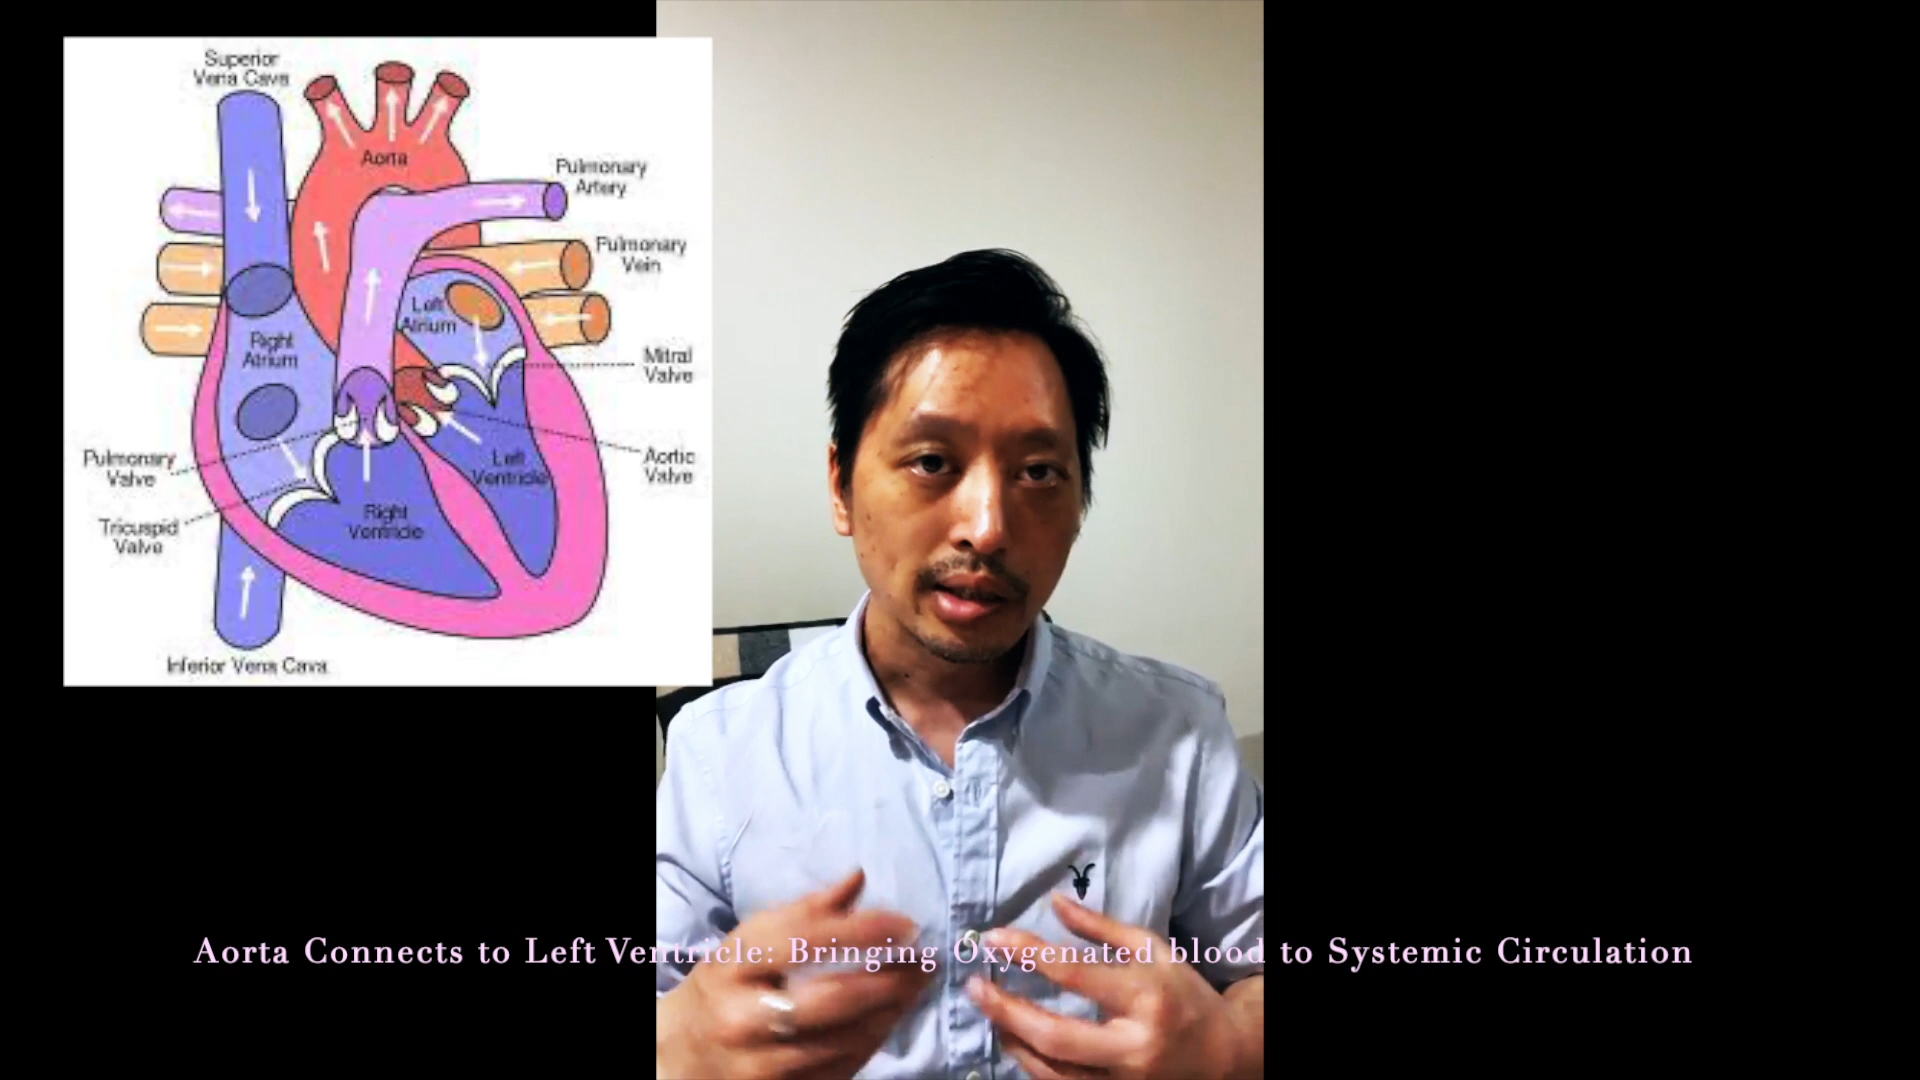 Superior
Vena Cava
Aorta
Pulmonary
Artery
Pulmonary
Vein
Left
Atrium
Right
Atrium
Mitral
Valve
Pulmonary
Valve
Left
Ventricle
Aortic
Valve
Right
Ventricle
Tricuspid
Valve
Inferior Vena Cava
Aorta Connects to Left Ventricle: Bringing Oxygenated blood to Systemic Circulation